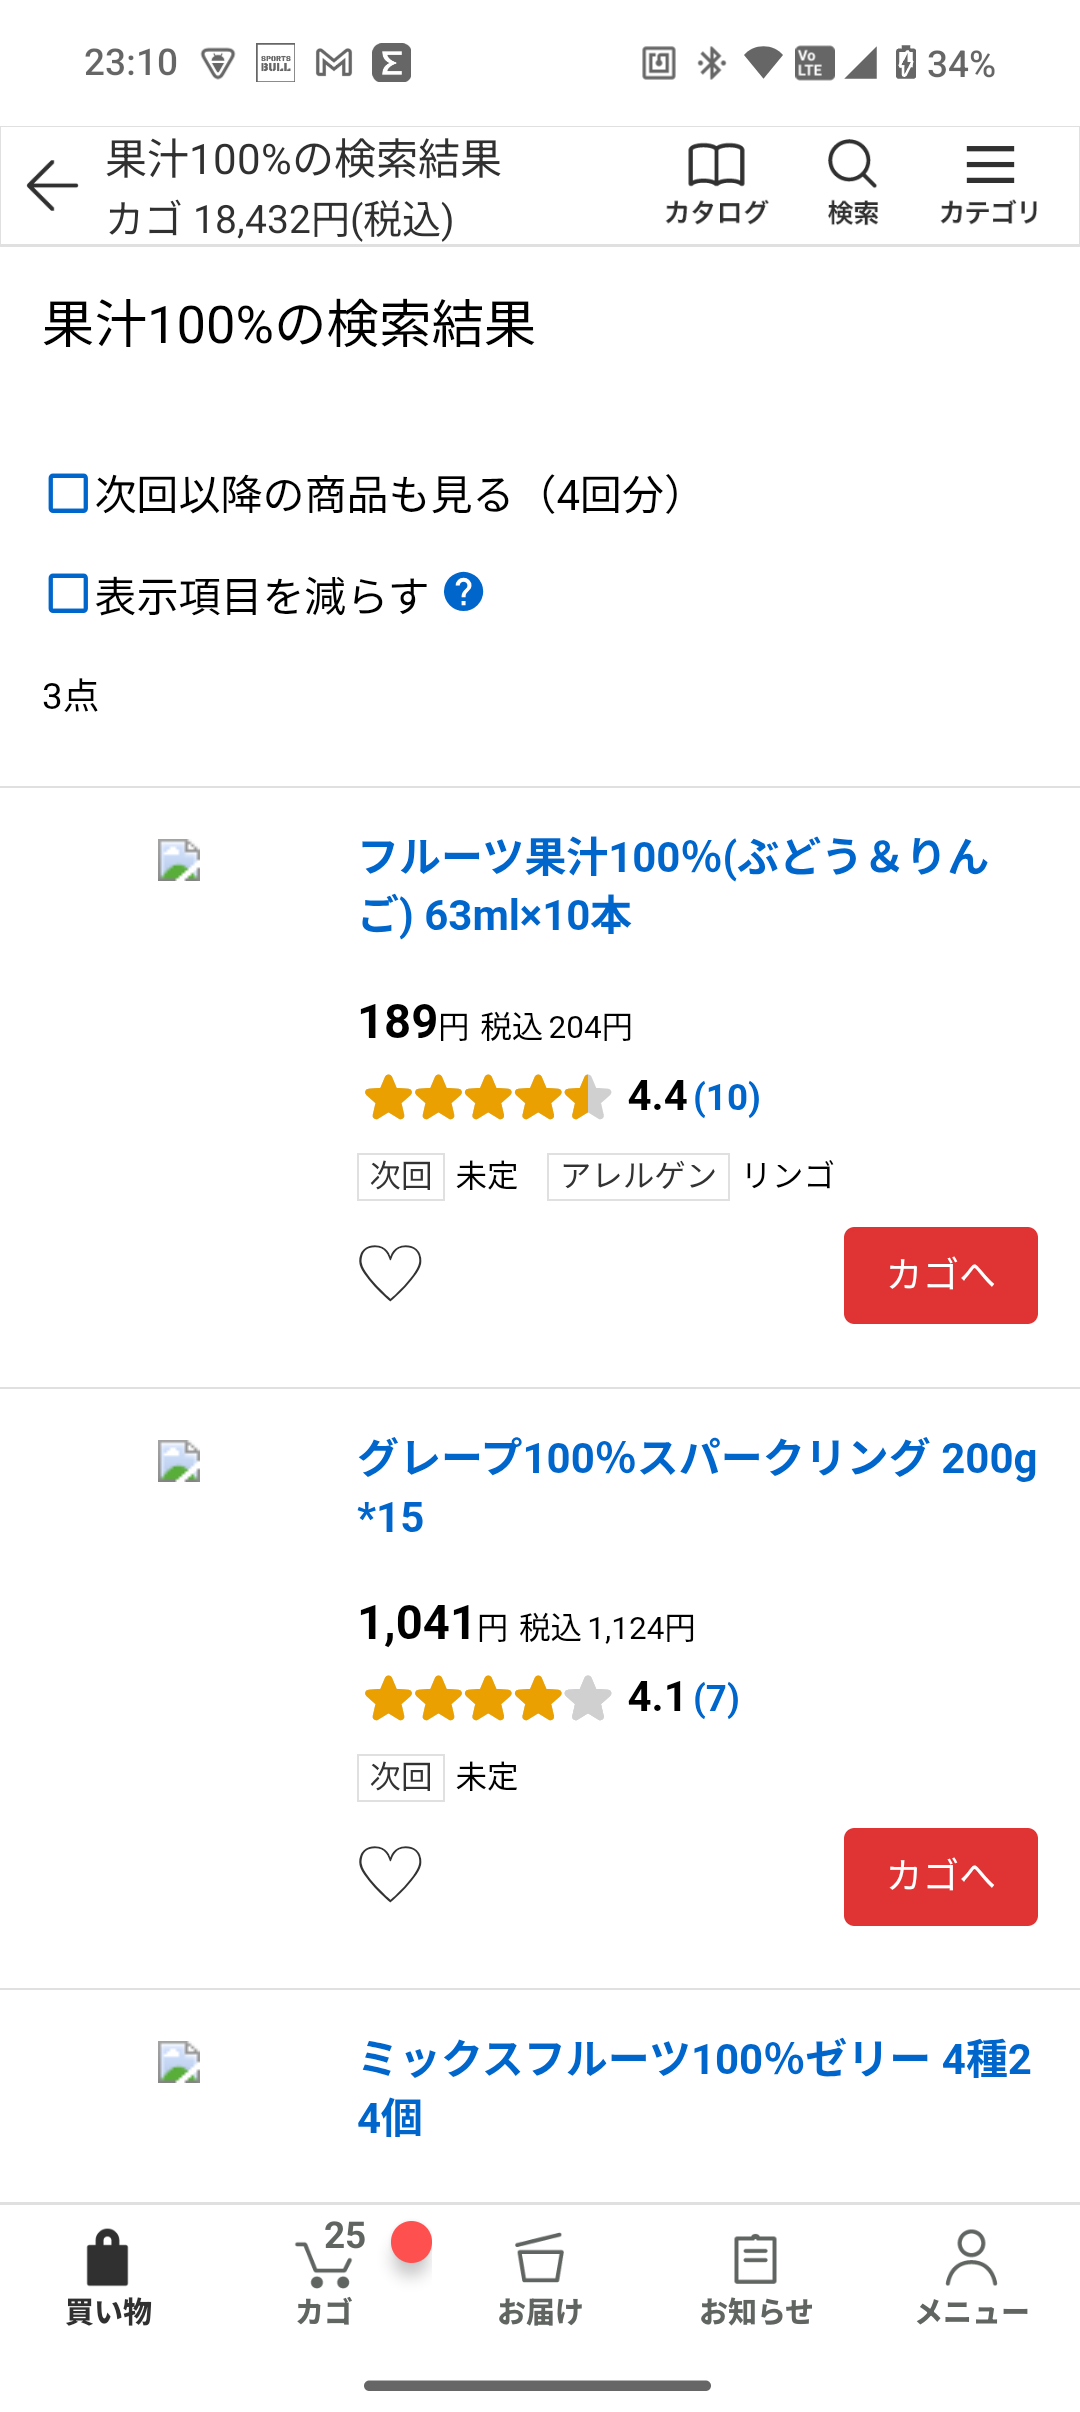 23:10
SPORTS
BULL
Vo
LTE
34%
果汁100%の検索結果
カゴ 18,432円(税込)
カタログ
検索
カテゴリ
果汁100%の検索結果
次回以降の商品も見る（4回分）
表示項目を減らす
3点
フルーツ果汁100%(ぶどう＆りん
ご) 63ml×10本
189円 税込 204円
4.4 (10)
次回 未定 アレルゲン リンゴ
カゴへ
グレープ100%スパークリング 200g
*15
1,041円 税込 1,124円
4.1 (7)
次回 未定
カゴへ
ミックスフルーツ100%ゼリー 4種2
4個
25
買い物
カゴ
お届け
お知らせ
メニュー